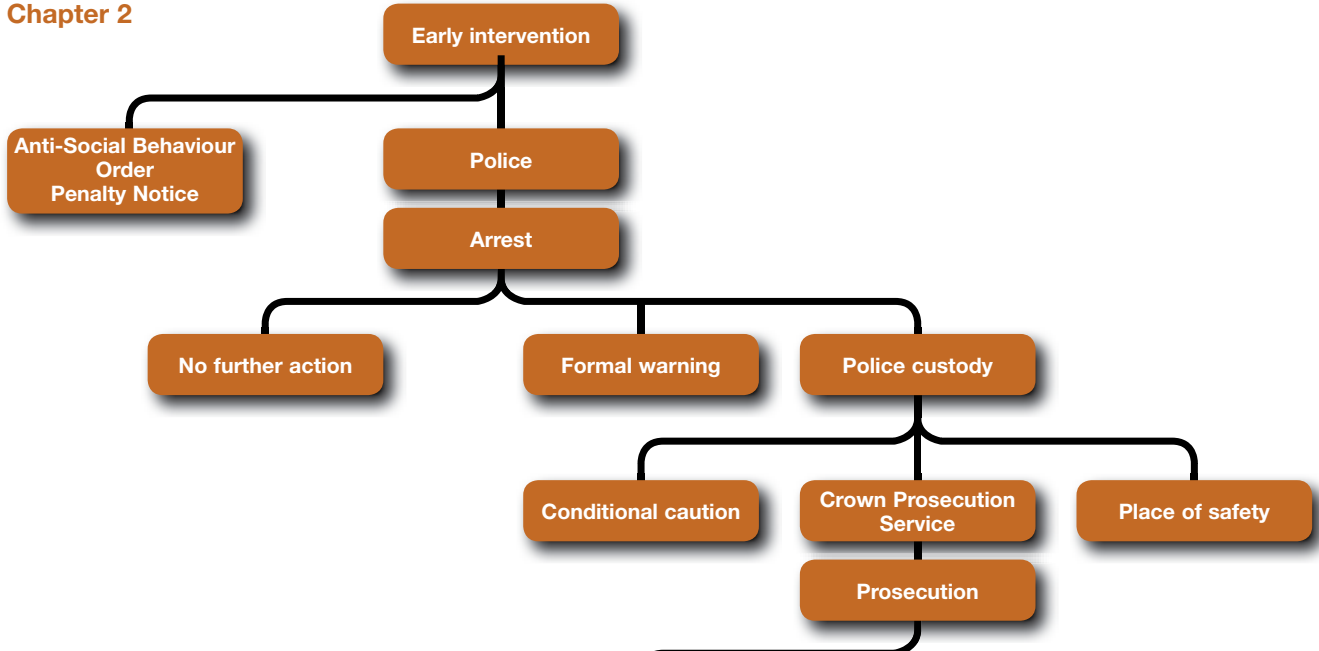 Chapter 2
Early intervention
Anti-Social Behaviour
Order
Penalty Notice
Police
Arrest
No further action
Formal warning
Police custody
Conditional caution
Crown Prosecution
Service
Place of safety
Prosecution